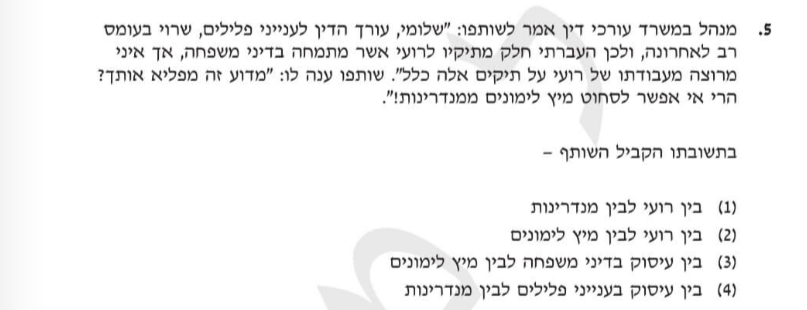 5. מנהל במשרד עורכי דין אמר לשותפו: "שלומי, עורך הדין לענייני פלילים, שרוי בעומס
רב לאחרונה, ולכן העברתי חלק מתיקיו לרועי אשר מתמחה בדיני משפחה, אך איני
מרוצה מעבודתו של רועי על תיקים אלה כלל". שותפו ענה לו: "מדוע זה מפליא אותך?
הרי אי אפשר לסחוט מיץ לימונים ממנדרינות!".
בתשובתו הקביל השותף –
(1) בין רועי לבין מנדרינות
(2) בין רועי לבין מיץ לימונים
(3) בין עיסוק בדיני משפחה לבין מיץ לימונים
(4) בין עיסוק בענייני פלילים לבין מנדרינות